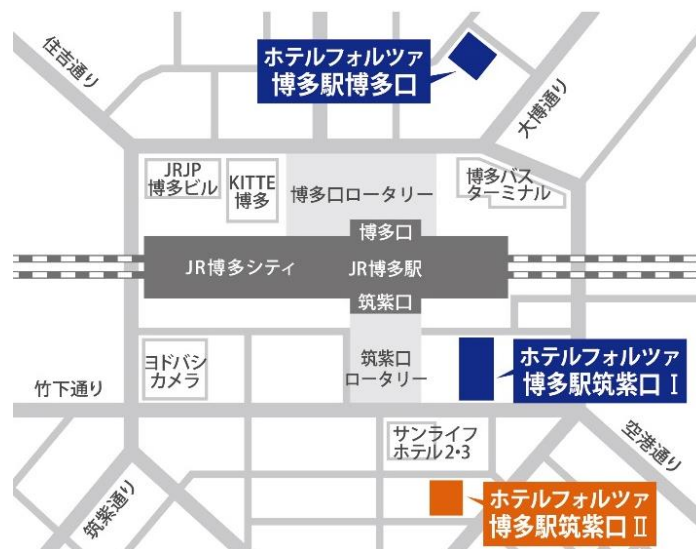 住吉通り
ホテルフォルツァ
博多駅博多口
大博通り
JRJP
博多ビル
KITTE
博多
博多口ロータリー
博多バス
ターミナル
博多口
JR博多シティ
JR博多駅
筑紫口
ヨドバシ
カメラ
筑紫口
ロータリー
ホテルフォルツァ
博多駅筑紫口 Ⅰ
竹下通り
サンライフ
ホテル2・3
空港通り
筑紫通り
ホテルフォルツァ
博多駅筑紫口 Ⅱ